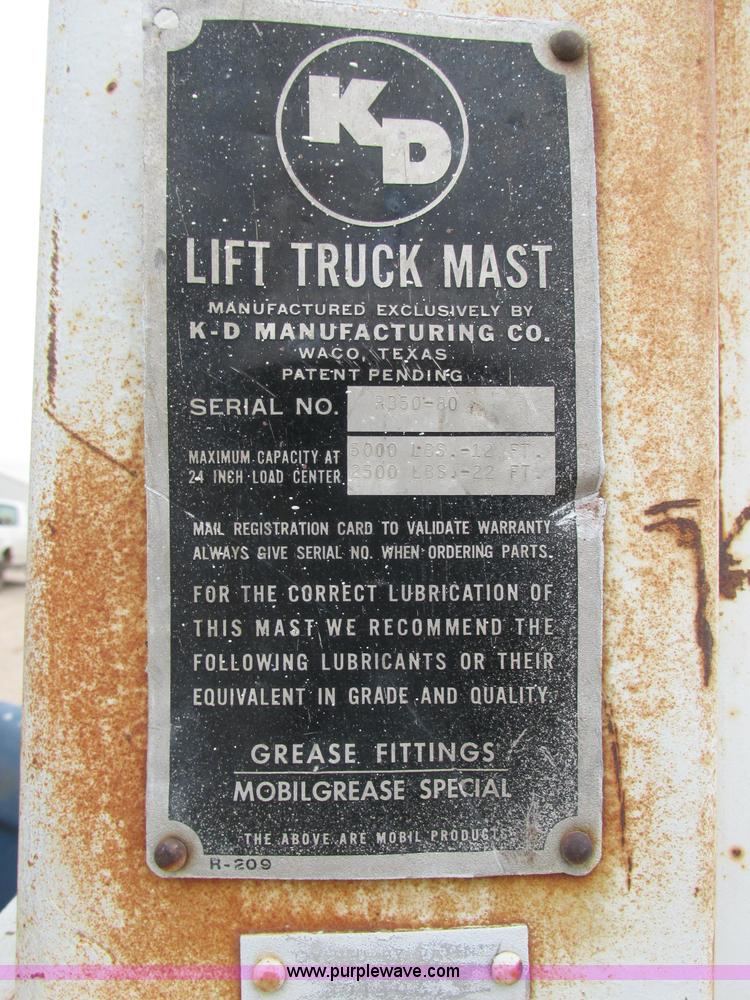 KD
LIFT TRUCK MAST
MANUFACTURED EXCLUSIVELY BY
K-D MANUFACTURING CO.
WACO, TEXAS
PATENT PENDING
SERIAL NO. R350-80
MAXIMUM CAPACITY AT 5000 LBS.-12 FT.
24 INCH LOAD CENTER 2500 LBS.-22 FT.
MAIL REGISTRATION CARD TO VALIDATE WARRANTY
ALWAYS GIVE SERIAL NO. WHEN ORDERING PARTS.
FOR THE CORRECT LUBRICATION OF
THIS MAST WE RECOMMEND THE
FOLLOWING LUBRICANTS OR THEIR
EQUIVALENT IN GRADE AND QUALITY
GREASE FITTINGS
MOBILGREASE SPECIAL
THE ABOVE ARE MOBIL PRODUCTS
R-209
www.purplewave.com